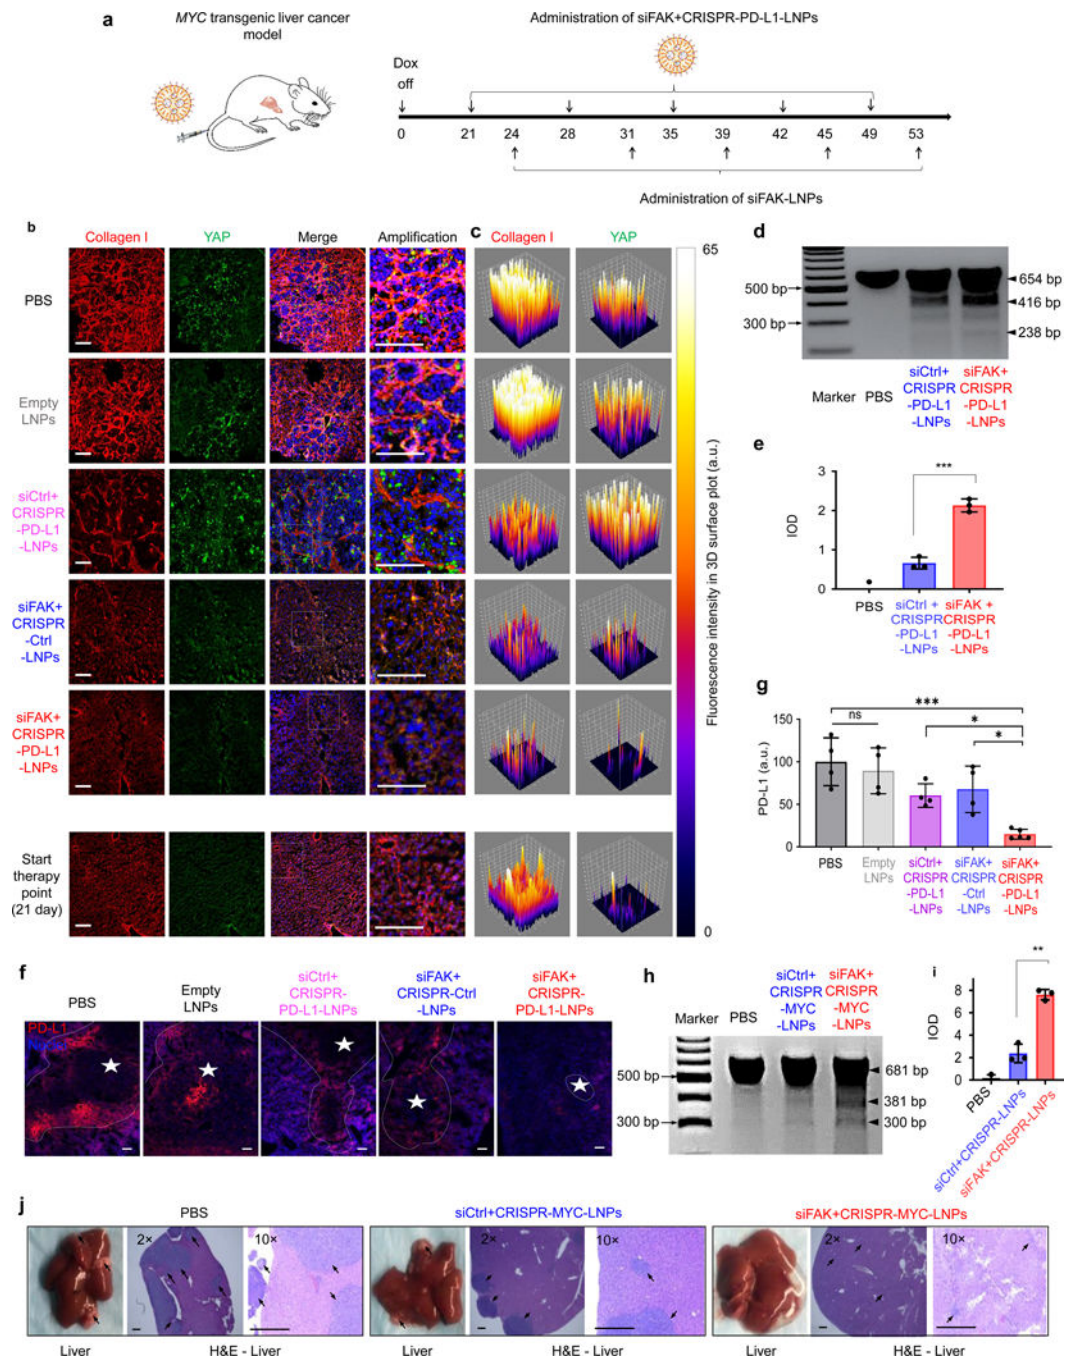 a
MYC transgenic liver cancer
model
Administration of siFAK+CRISPR-PD-L1-LNPs
Dox
off
0 21 24 28 31 35 39 42 45 49 53
Administration of siFAK-LNPs
b
Collagen I YAP Merge Amplification
PBS
Empty
LNPs
siCtrl+
CRISPR
-PD-L1
-LNPs
siFAK+
CRISPR
-Ctrl
-LNPs
siFAK+
CRISPR
-PD-L1
-LNPs
Start
therapy
point
(21 day)
c
Collagen I YAP
65
Fluorescence intensity in 3D surface plot (a.u.)
0
d
500 bp
300 bp
654 bp
416 bp
238 bp
Marker PBS
siCtrl+
CRISPR
-PD-L1
-LNPs
siFAK+
CRISPR
-PD-L1
-LNPs
e
***
IOD
3
2
1
0
PBS
siCtrl +
CRISPR
-PD-L1
-LNPs
siFAK +
CRISPR
-PD-L1
-LNPs
g
***
ns
*
*
PD-L1 (a.u.)
150
100
50
0
PBS
Empty
LNPs
siCtrl+
CRISPR
-PD-L1
-LNPs
siFAK+
CRISPR
-Ctrl
-LNPs
siFAK+
CRISPR
-PD-L1
-LNPs
f
PBS
Empty
LNPs
siCtrl+
CRISPR-
PD-L1-LNPs
siFAK+
CRISPR-Ctrl
-LNPs
siFAK+
CRISPR-
PD-L1-LNPs
PD-L1
h
Marker PBS
siCtrl+
CRISPR
-MYC
-LNPs
siFAK+
CRISPR
-MYC
-LNPs
500 bp
300 bp
681 bp
381 bp
300 bp
i
**
IOD
8
6
4
2
0
PBS
siCtrl+CRISPR-LNPs
siFAK+CRISPR-LNPs
j
PBS siCtrl+CRISPR-MYC-LNPs siFAK+CRISPR-MYC-LNPs
2× 10× 2× 10× 2× 10×
Liver H&E - Liver Liver H&E - Liver Liver H&E - Liver